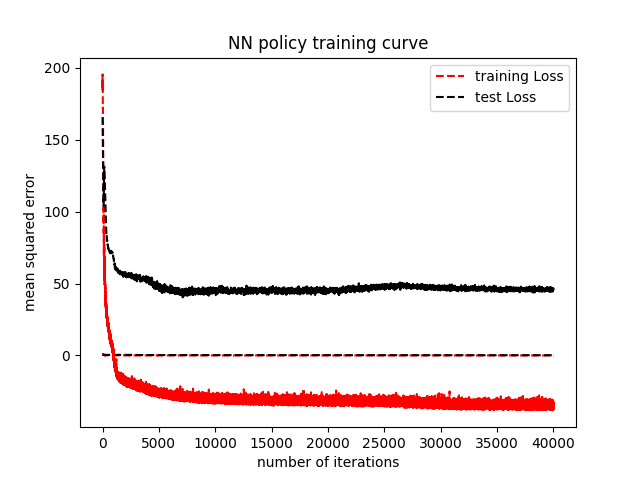 NN policy training curve
training Loss
test Loss
mean squared error
200
150
100
50
0
0 5000 10000 15000 20000 25000 30000 35000 40000
number of iterations